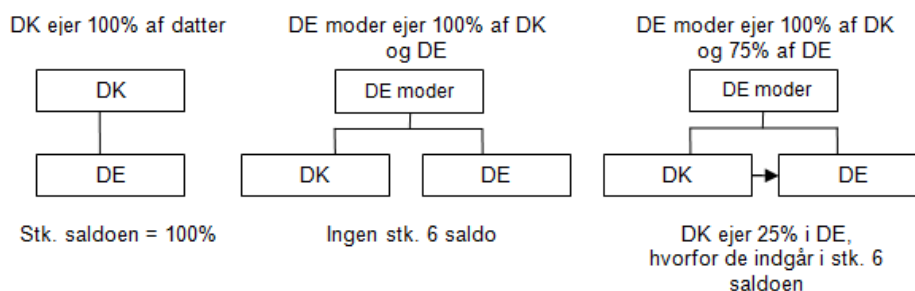 DK ejer 100% af datter
DK
DE
Stk. saldoen = 100%
DE moder ejer 100% af DK
og DE
DE moder
DK
DE
Ingen stk. 6 saldo
DE moder ejer 100% af DK
og 75% af DE
DE moder
DK
DE
DK ejer 25% i DE,
hvorfor de indgår i stk. 6
saldoen